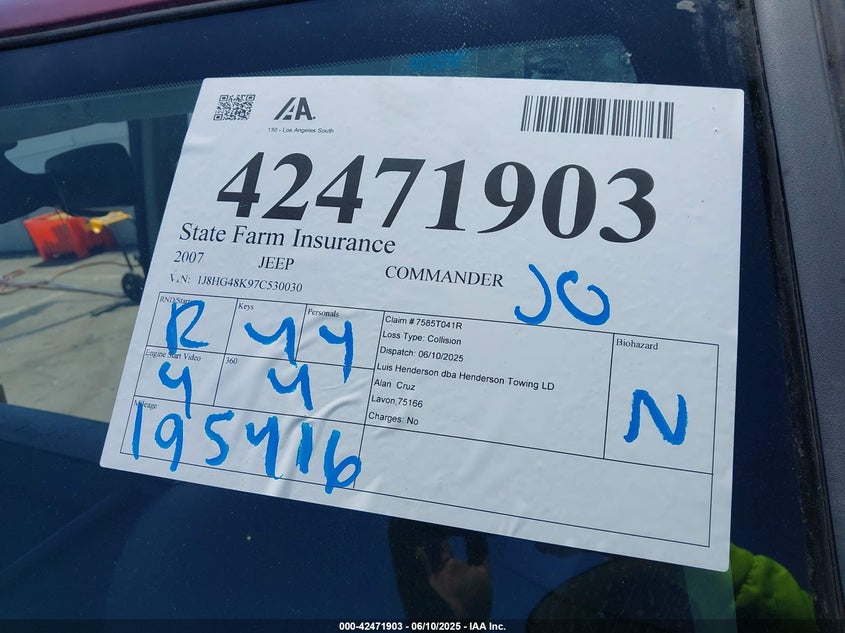 IAA.
130 - Los Angeles South
42471903
State Farm Insurance
2007 JEEP COMMANDER
JO
VIN: 1J8HG48K97C530030
RND/Start Keys Personals
R Y Y
Engine Start Video 360
Y Y
Mileage
195416
Claim # 7585T041R
Loss Type: Collision
Dispatch: 06/10/2025
Luis Henderson dba Henderson Towing LD
Alan Cruz
Lavon,75166
Charges: No
Biohazard
N
000-42471903 - 06/10/2025 - IAA Inc.